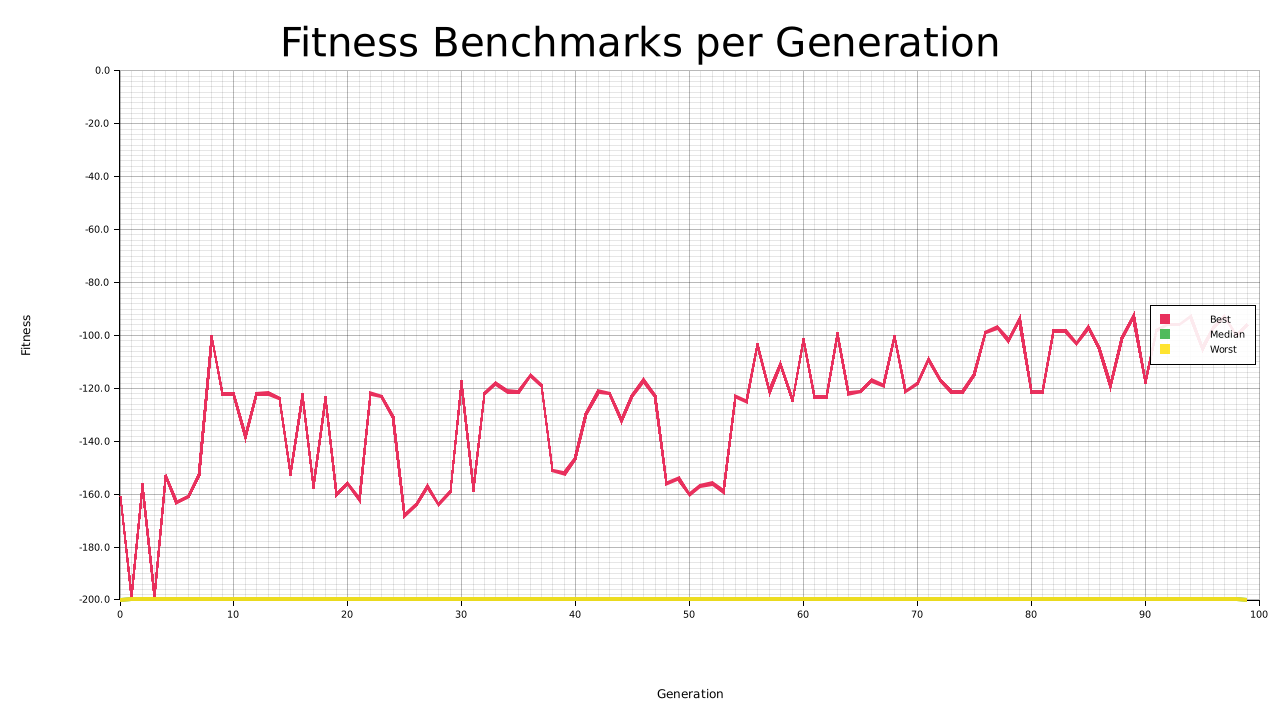 Fitness Benchmarks per Generation
0.0
-20.0
-40.0
-60.0
-80.0
-100.0
-120.0
-140.0
-160.0
-180.0
-200.0
Fitness
Best
Median
Worst
0 10 20 30 40 50 60 70 80 90 100
Generation